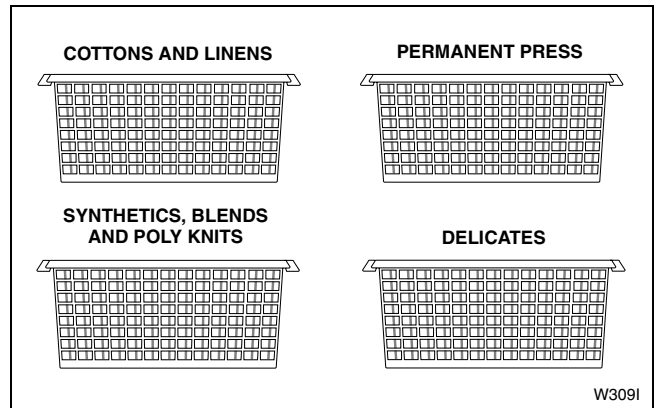 COTTONS AND LINENS
PERMANENT PRESS
SYNTHETICS, BLENDS
AND POLY KNITS
DELICATES
W309I